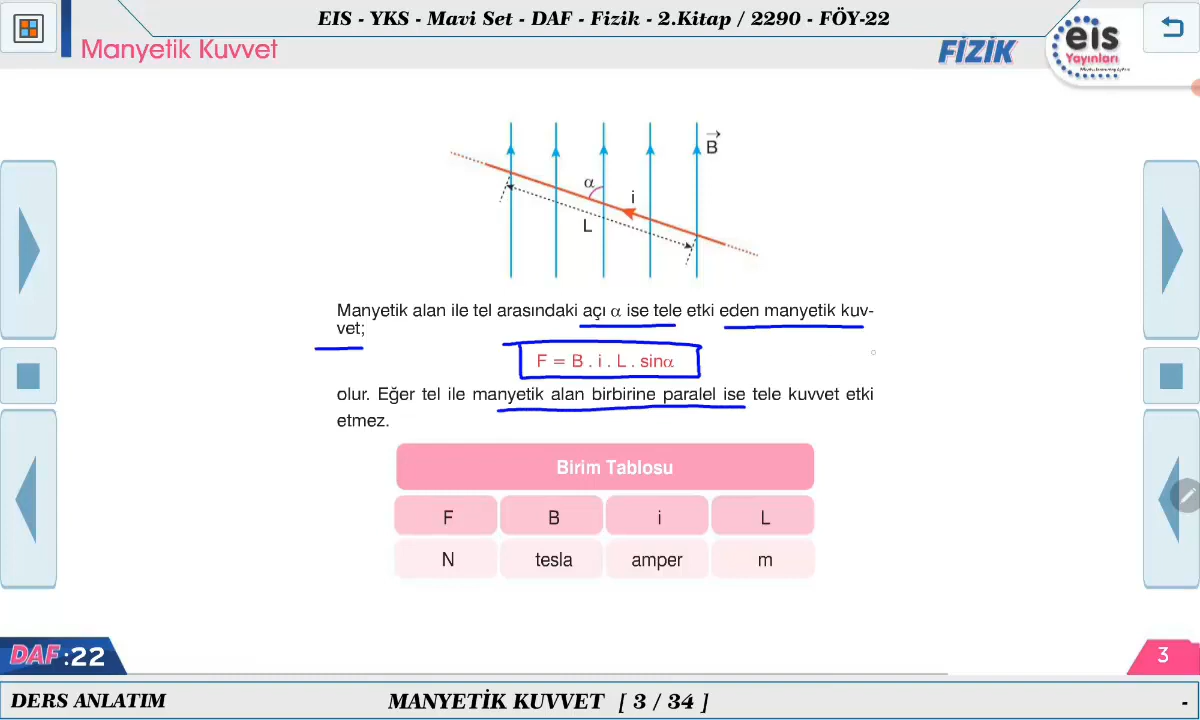 EIS - YKS - Mavi Set - DAF - Fizik - 2.Kitap / 2290 - FÖY-22
Manyetik Kuvvet
FİZİK
eis
Yayınları
B
α
i
L
Manyetik alan ile tel arasındaki açı α ise tele etki eden manyetik kuv-
vet;
F = B . i . L . sinα
olur. Eğer tel ile manyetik alan birbirine paralel ise tele kuvvet etki
etmez.
Birim Tablosu
F B i L
N tesla amper m
DAF :22
3
DERS ANLATIM MANYETİK KUVVET [ 3 / 34 ] -